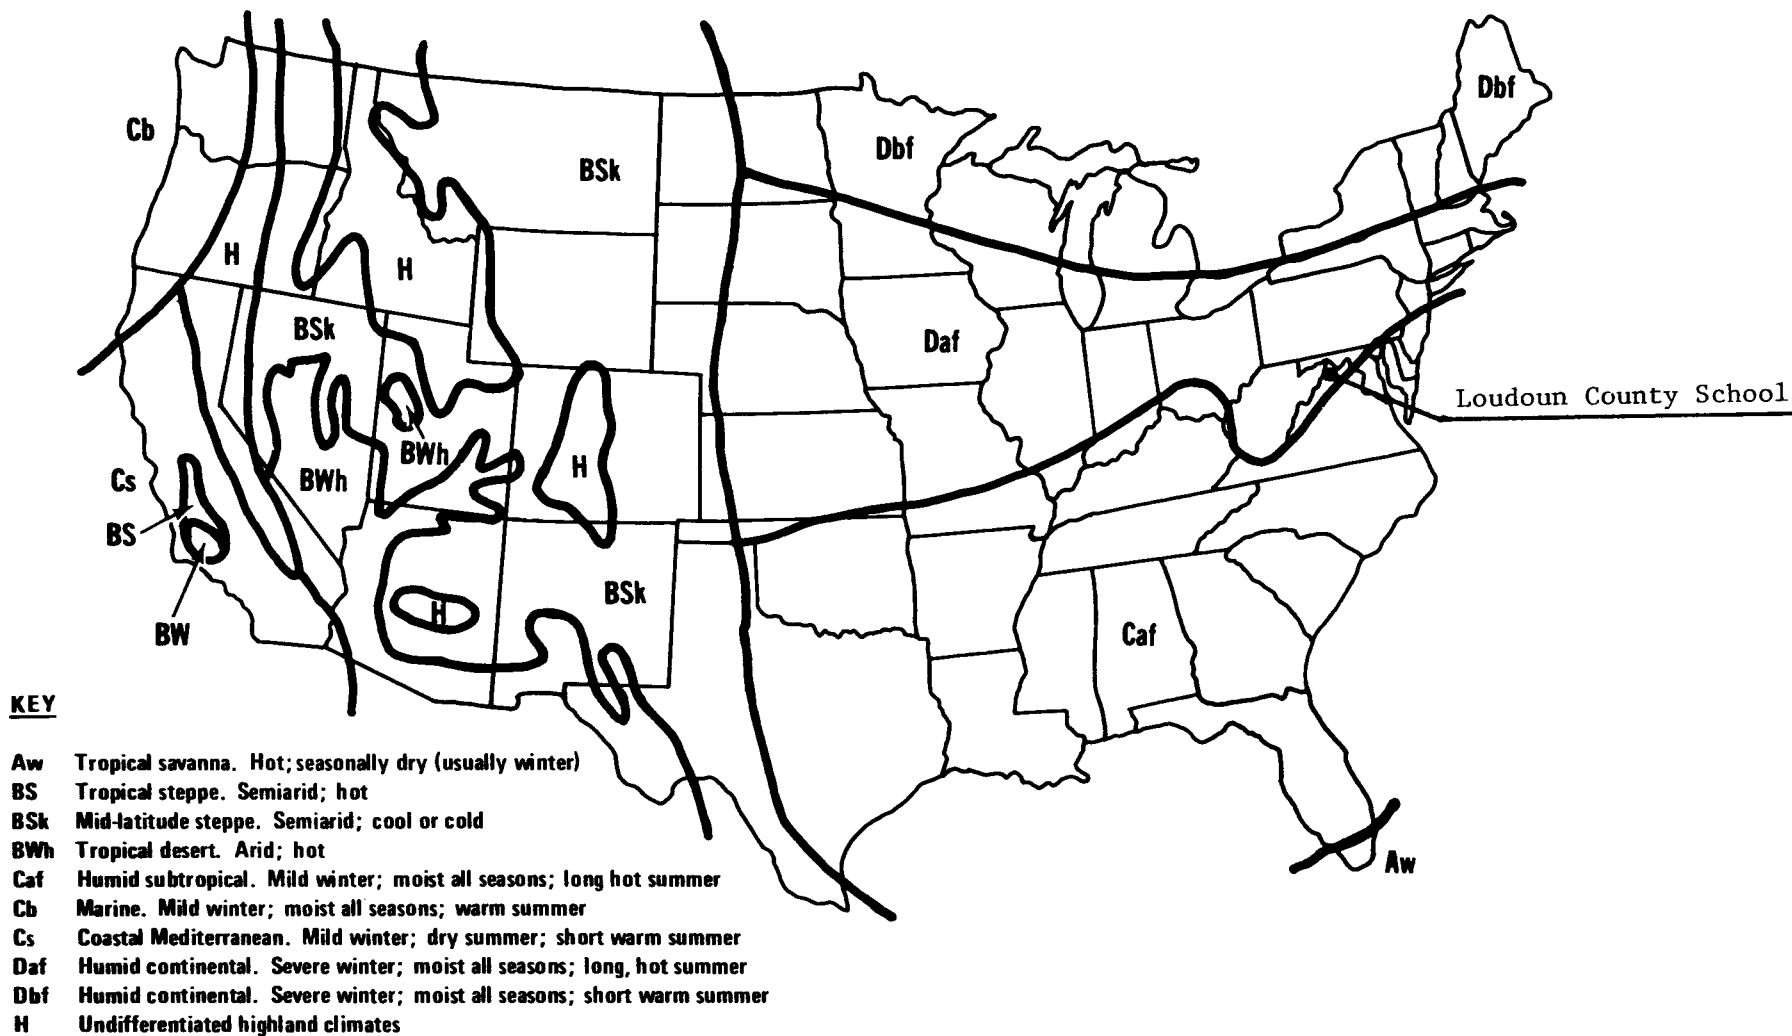 Dbf
Cb
Dbf
BSk
H
H
BSk
Daf
Loudoun County School
BWh
H
Cs
BWh
BS
BSk
H
BW
Caf
KEY
Aw
Aw Tropical savanna. Hot; seasonally dry (usually winter)
BS Tropical steppe. Semiarid; hot
BSk Mid-latitude steppe. Semiarid; cool or cold
BWh Tropical desert. Arid; hot
Caf Humid subtropical. Mild winter; moist all seasons; long hot summer
Cb Marine. Mild winter; moist all seasons; warm summer
Cs Coastal Mediterranean. Mild winter; dry summer; short warm summer
Daf Humid continental. Severe winter; moist all seasons; long, hot summer
Dbf Humid continental. Severe winter; moist all seasons; short warm summer
H Undifferentiated highland climates